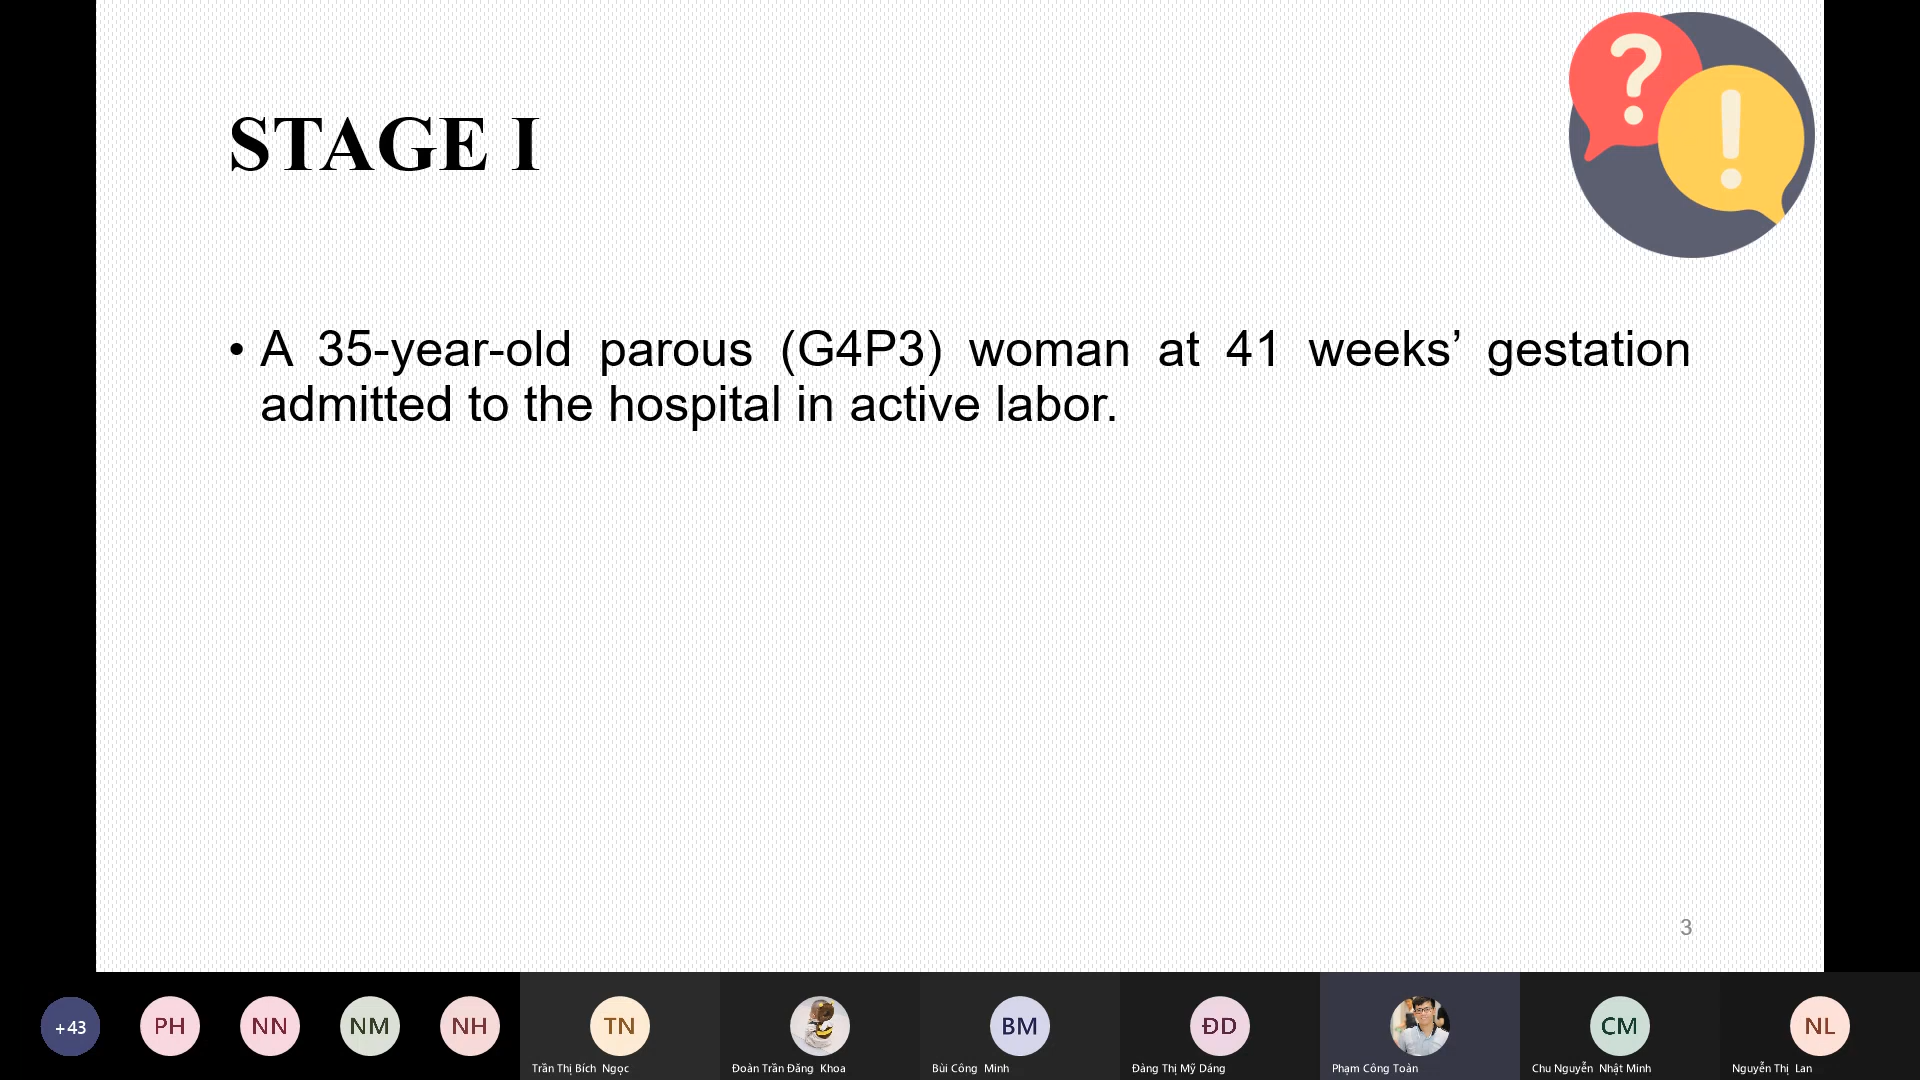 STAGE I
• A 35-year-old parous (G4P3) woman at 41 weeks’ gestation
admitted to the hospital in active labor.
3
+43
PH
NN
NM
NH
TN
BM
ĐD
CM
NL
Trần Thị Bích Ngọc
Đoàn Trần Đăng Khoa
Bùi Công Minh
Đàng Thị Mỹ Dáng
Phạm Công Toàn
Chu Nguyễn Nhật Minh
Nguyễn Thị Lan